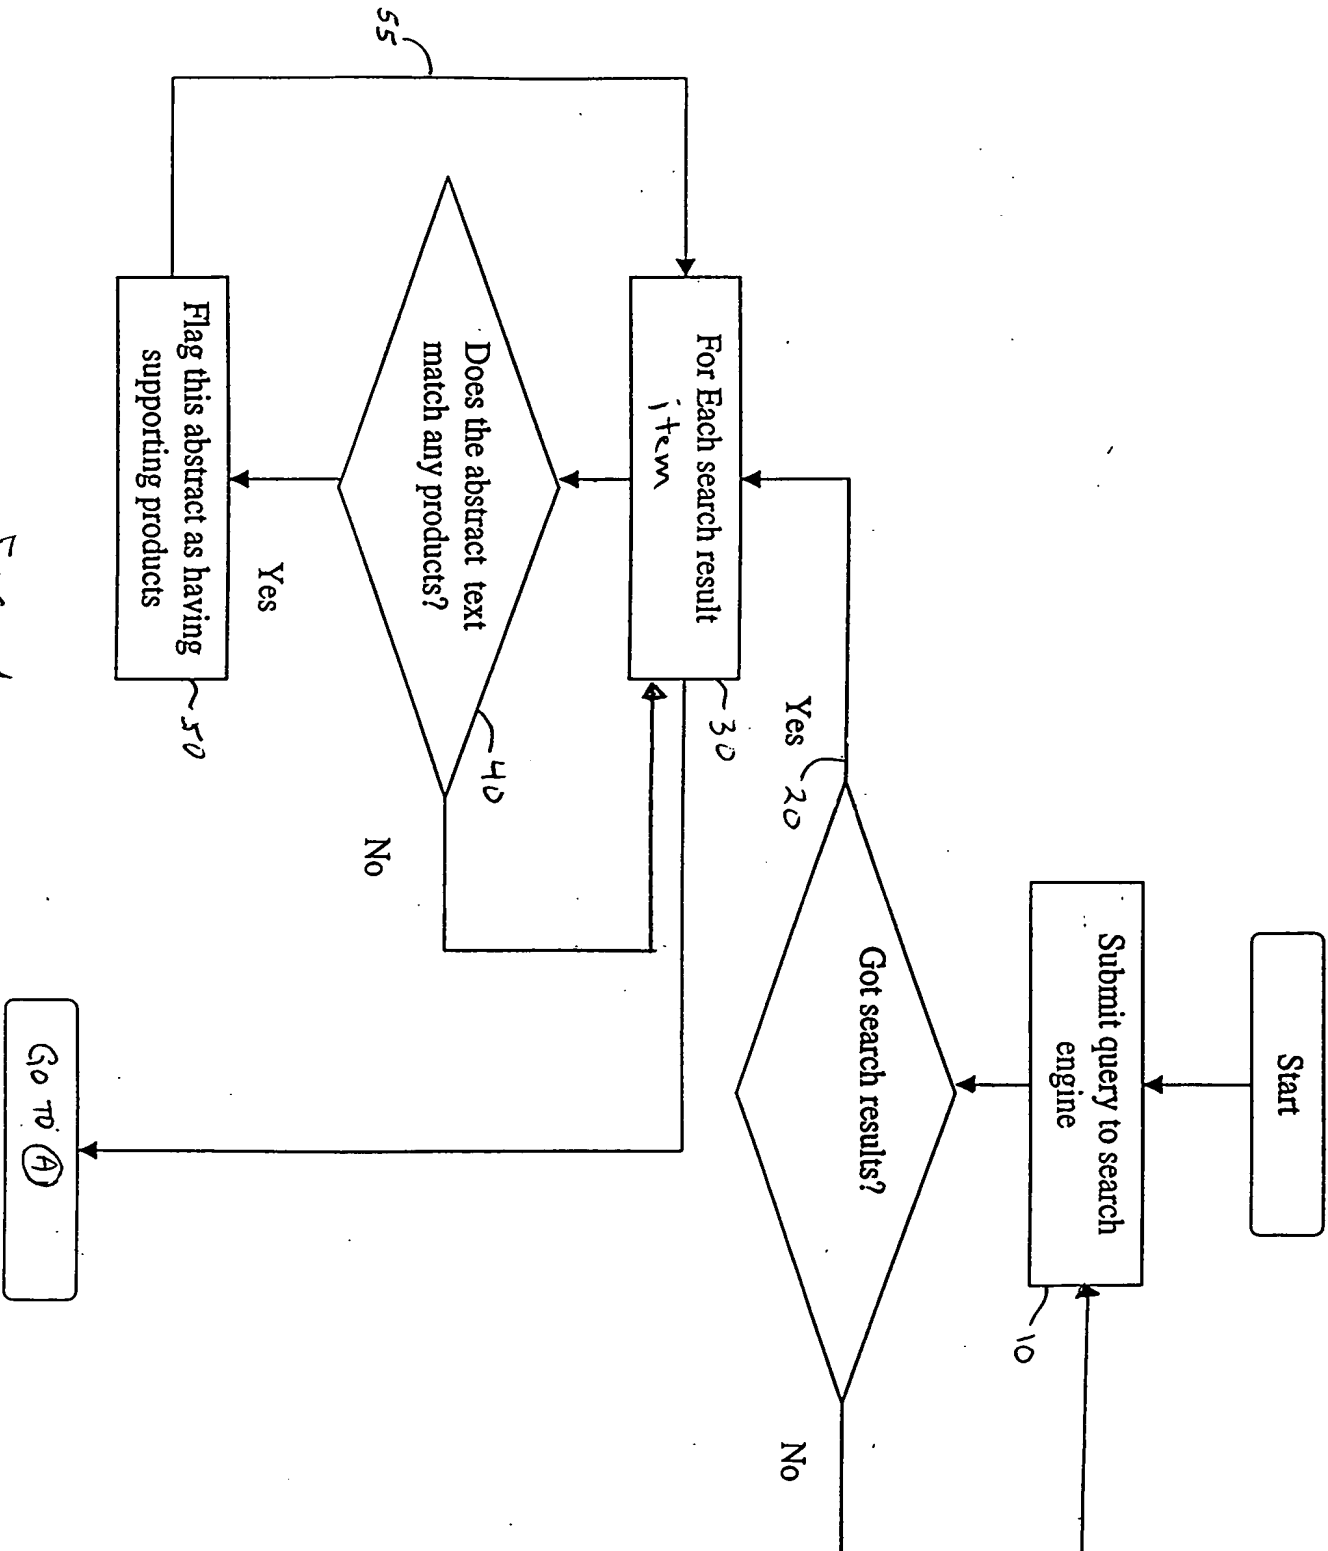 Start
Submit query to search
engine
10
Got search results?
Yes
20
No
For Each search result
item
30
Does the abstract text
match any products?
40
No
Yes
Flag this abstract as having
supporting products
50
55
GO TO A